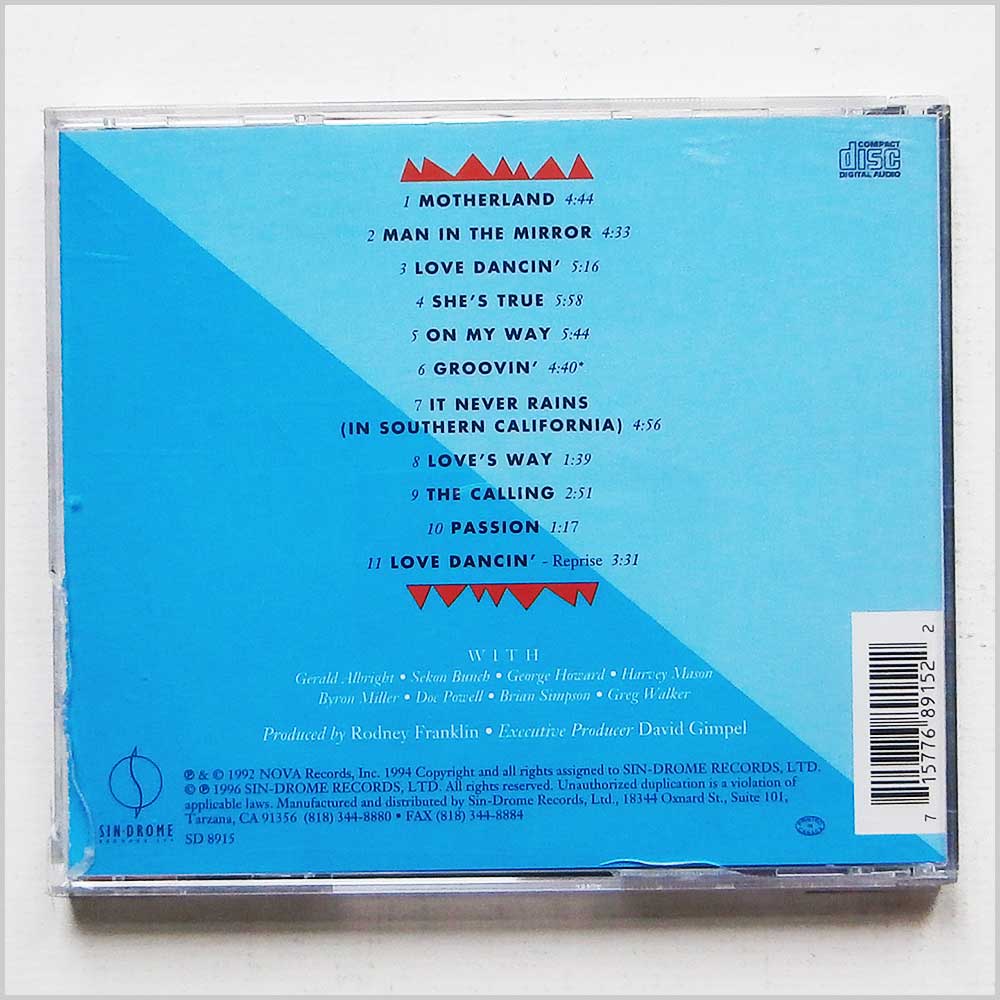 COMPACT
disc
DIGITAL AUDIO
1 MOTHERLAND 4:44
2 MAN IN THE MIRROR 4:33
3 LOVE DANCIN' 5:16
4 SHE'S TRUE 5:58
5 ON MY WAY 5:44
6 GROOVIN' 4:40*
7 IT NEVER RAINS
(IN SOUTHERN CALIFORNIA) 4:56
8 LOVE'S WAY 1:39
9 THE CALLING 2:51
10 PASSION 1:17
11 LOVE DANCIN' - Reprise 3:31
WITH
Gerald Albright • Sekou Bunch • George Howard • Harvey Mason
Byron Miller • Doc Powell • Brian Simpson • Greg Walker
Produced by Rodney Franklin • Executive Producer David Gimpel
℗ & © 1992 NOVA Records, Inc. 1994 Copyright and all rights assigned to SIN-DROME RECORDS, LTD.
© ℗ 1996 SIN-DROME RECORDS, LTD. All rights reserved. Unauthorized duplication is a violation of
applicable laws. Manufactured and distributed by Sin-Drome Records, Ltd., 18344 Oxnard St., Suite 101,
Tarzana, CA 91356 (818) 344-8880 • FAX (818) 344-8884
SD 8915
SIN-DROME
RECORDS LTD
7 15776 89152 2